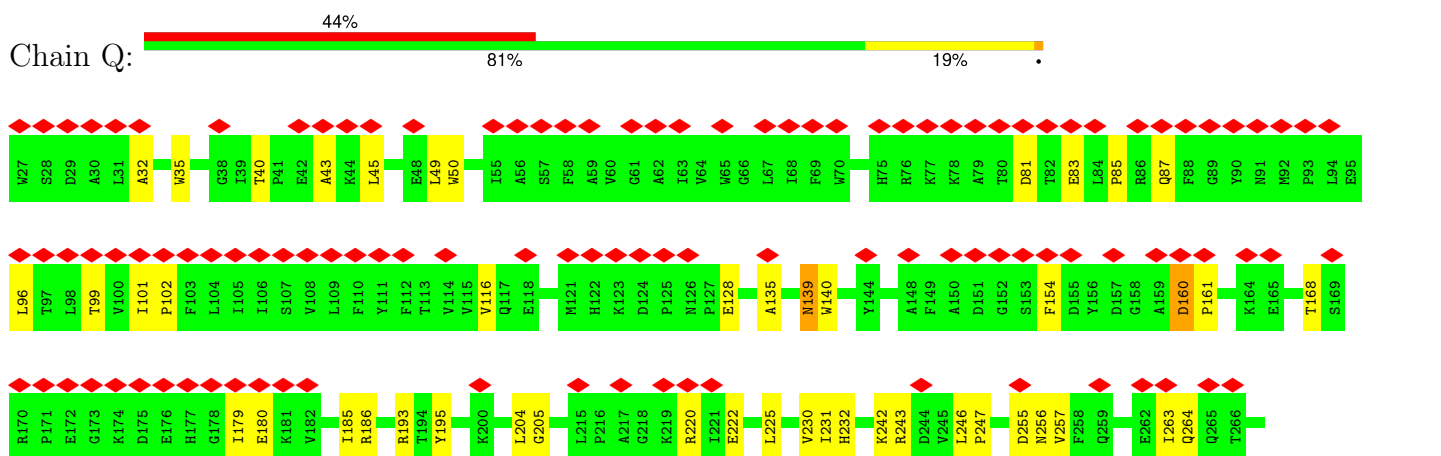 44%
Chain Q:
81% 19% •
W27 S28 D29 A30 L31 A32 W35 G38 I39 T40 P41 E42 A43 K44 L45 E48 L49 W50 I55 A56 S57 F58 A59 V60 G61 A62 I63 V64 W65 G66 L67 I68 F69 W70 H75 R76 K77 K78 A79 T80 D81 T82 E83 L84 P85 R86 Q87 F88 G89 Y90 N91 M92 P93 L94 E95
L96 T97 L98 T99 V100 I101 P102 F103 L104 I105 I106 S107 V108 L109 F110 Y111 F112 T113 V114 V115 V116 Q117 E118 M121 H122 K123 D124 P125 N126 P127 E128 A135 N139 W140 Y144 A148 F149 A150 D151 G152 S153 F154 D155 Y156 D157 G158 A159 D160 P161 K164 E165 T168 S169
R170 P171 E172 G173 K174 D175 E176 H177 G178 I179 E180 K181 V182 I185 R186 R193 T194 Y195 K200 L204 G205 L215 P216 A217 G218 K219 R220 I221 E222 L225 V230 I231 H232 K242 R243 D244 V245 L246 P247 D255 N256 V257 F258 Q259 E262 I263 Q264 Q265 T266